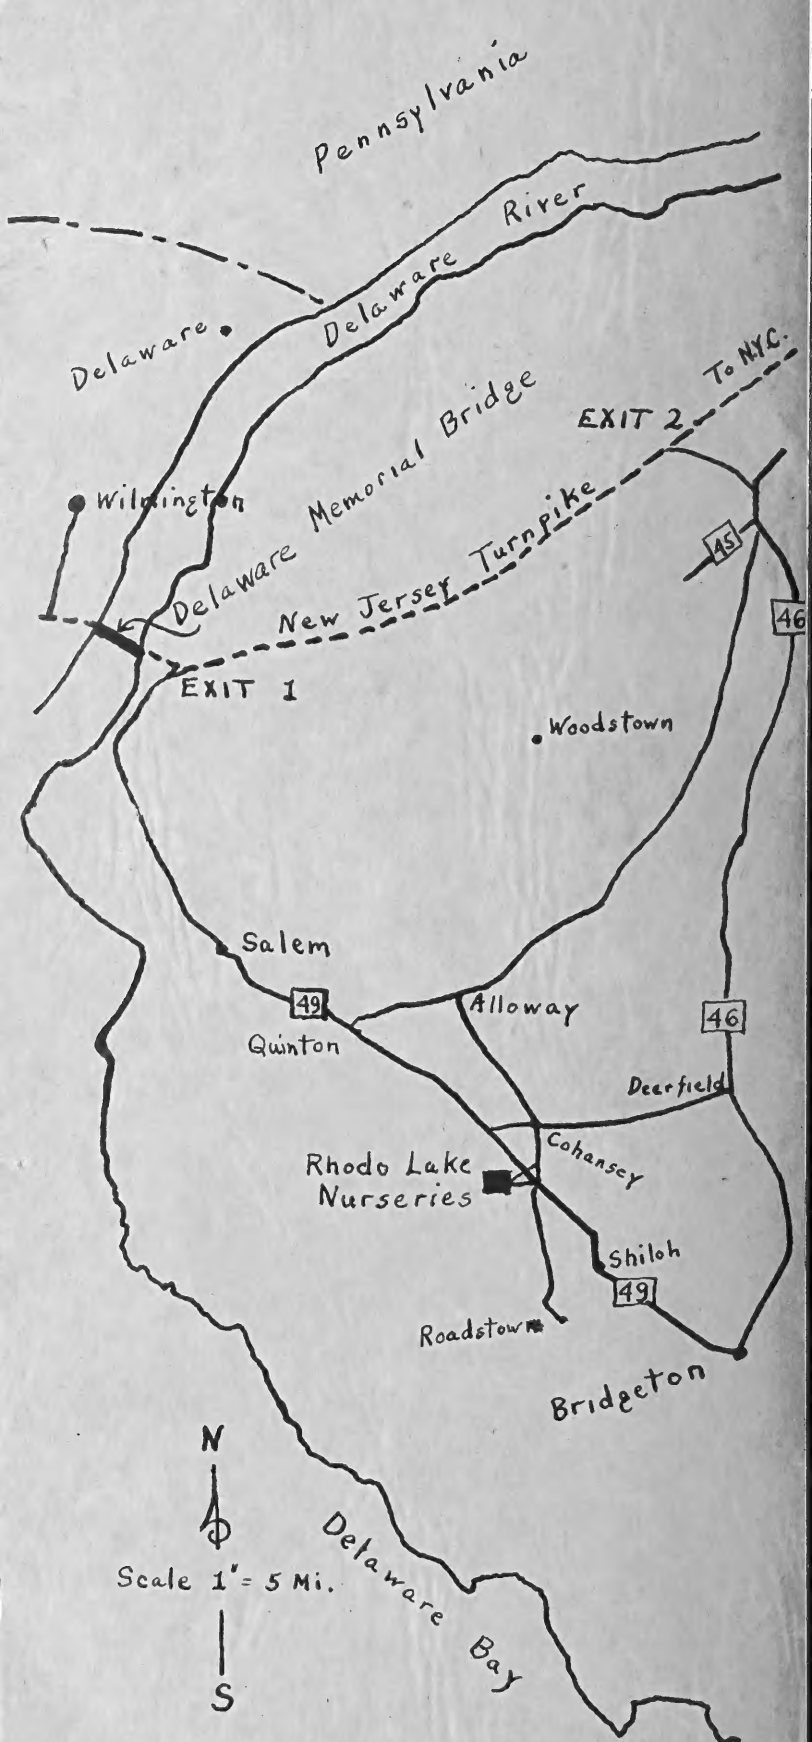 Pennsylvania
Delaware River
Delaware
To N.Y.C.
EXIT 2
Delaware Memorial Bridge
Wilmington
New Jersey Turnpike
45
46
EXIT 1
Woodstown
Salem
49
Alloway
46
Quinton
Deerfield
Cohansey
Rhodo Lake
Nurseries
Shiloh
49
Roadstown
Bridgeton
N
Delaware Bay
Scale 1"= 5 Mi.
S